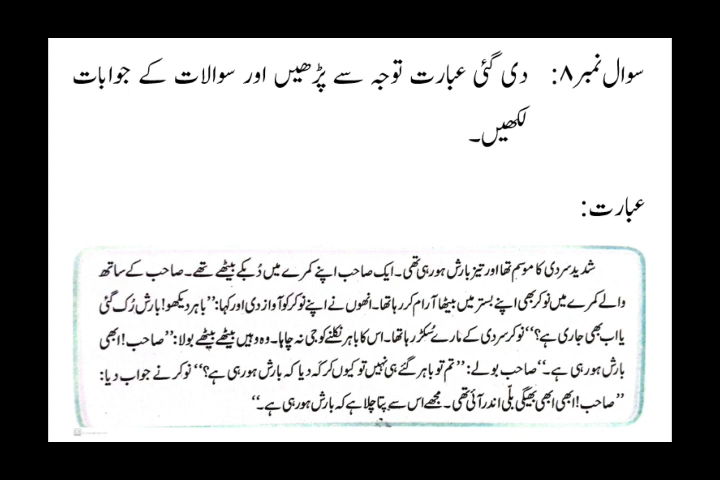 سوال نمبر ۸: دی گئی عبارت توجہ سے پڑھیں اور سوالات کے جوابات
لکھیں۔
عبارت:
شدید سردی کا موسم تھا اور تیز بارش ہو رہی تھی۔ ایک صاحب اپنے کمرے میں دُبکے بیٹھے تھے۔ صاحب کے ساتھ
والے کمرے میں نوکر بھی اپنے بستر میں بیٹھا آرام کر رہا تھا۔ انھوں نے اپنے نوکر کو آواز دی اور کہا: ”باہر دیکھو! بارش رُک گئی
یا اب بھی جاری ہے؟“ نوکر سردی کے مارے سُکڑ رہا تھا۔ اس کا باہر نکلنے کو جی نہ چاہا۔ وہ وہیں بیٹھے بیٹھے بولا: ”صاحب! ابھی
بارش ہو رہی ہے۔“ صاحب بولے: ”تم تو باہر گئے ہی نہیں تو کیوں کر کَہ دیا کہ بارش ہو رہی ہے؟“ نوکر نے جواب دیا:
”صاحب! ابھی ابھی بھیگی بلّی اندر آئی تھی۔ مجھے اس سے پتا چلا ہے کہ بارش ہو رہی ہے۔“